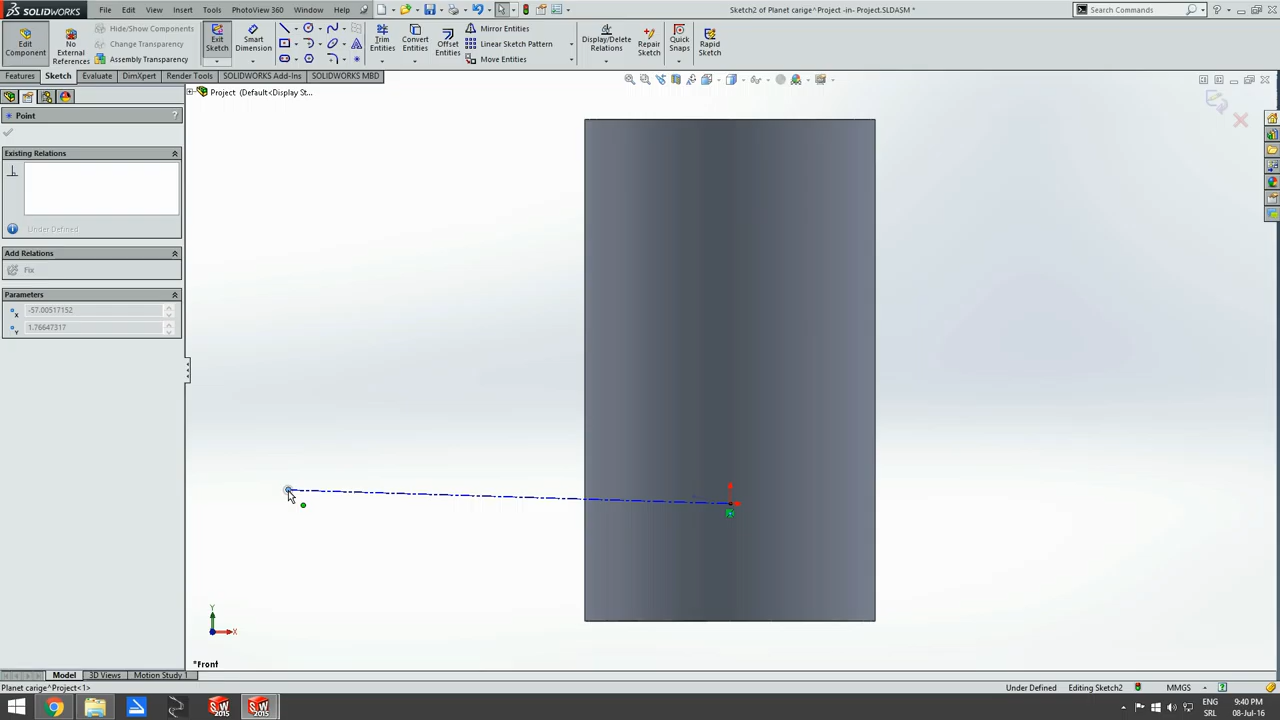 SOLIDWORKS File Edit View Insert Tools PhotoView 360 Window Help Sketch2 of Planet carige^Project -in- Project.SLDASM * Search Commands
Edit Component No External References Hide/Show Components Change Transparency Assembly Transparency Exit Sketch Smart Dimension Trim Entities Convert Entities Offset Entities Mirror Entities Linear Sketch Pattern Move Entities Display/Delete Relations Repair Sketch Quick Snaps Rapid Sketch
Features Sketch Evaluate DimXpert Render Tools SOLIDWORKS Add-Ins SOLIDWORKS MBD
Project (Default<Display St...
Point ?
Existing Relations
Under Defined
Add Relations
Fix
Parameters
-57.00517152
1.76647317
Y
X
*Front
Model 3D Views Motion Study 1
Planet carige^Project<1> Under Defined Editing Sketch2 MMGS
2015 2015 ENG 9:40 PM
SRL 08-Jul-16